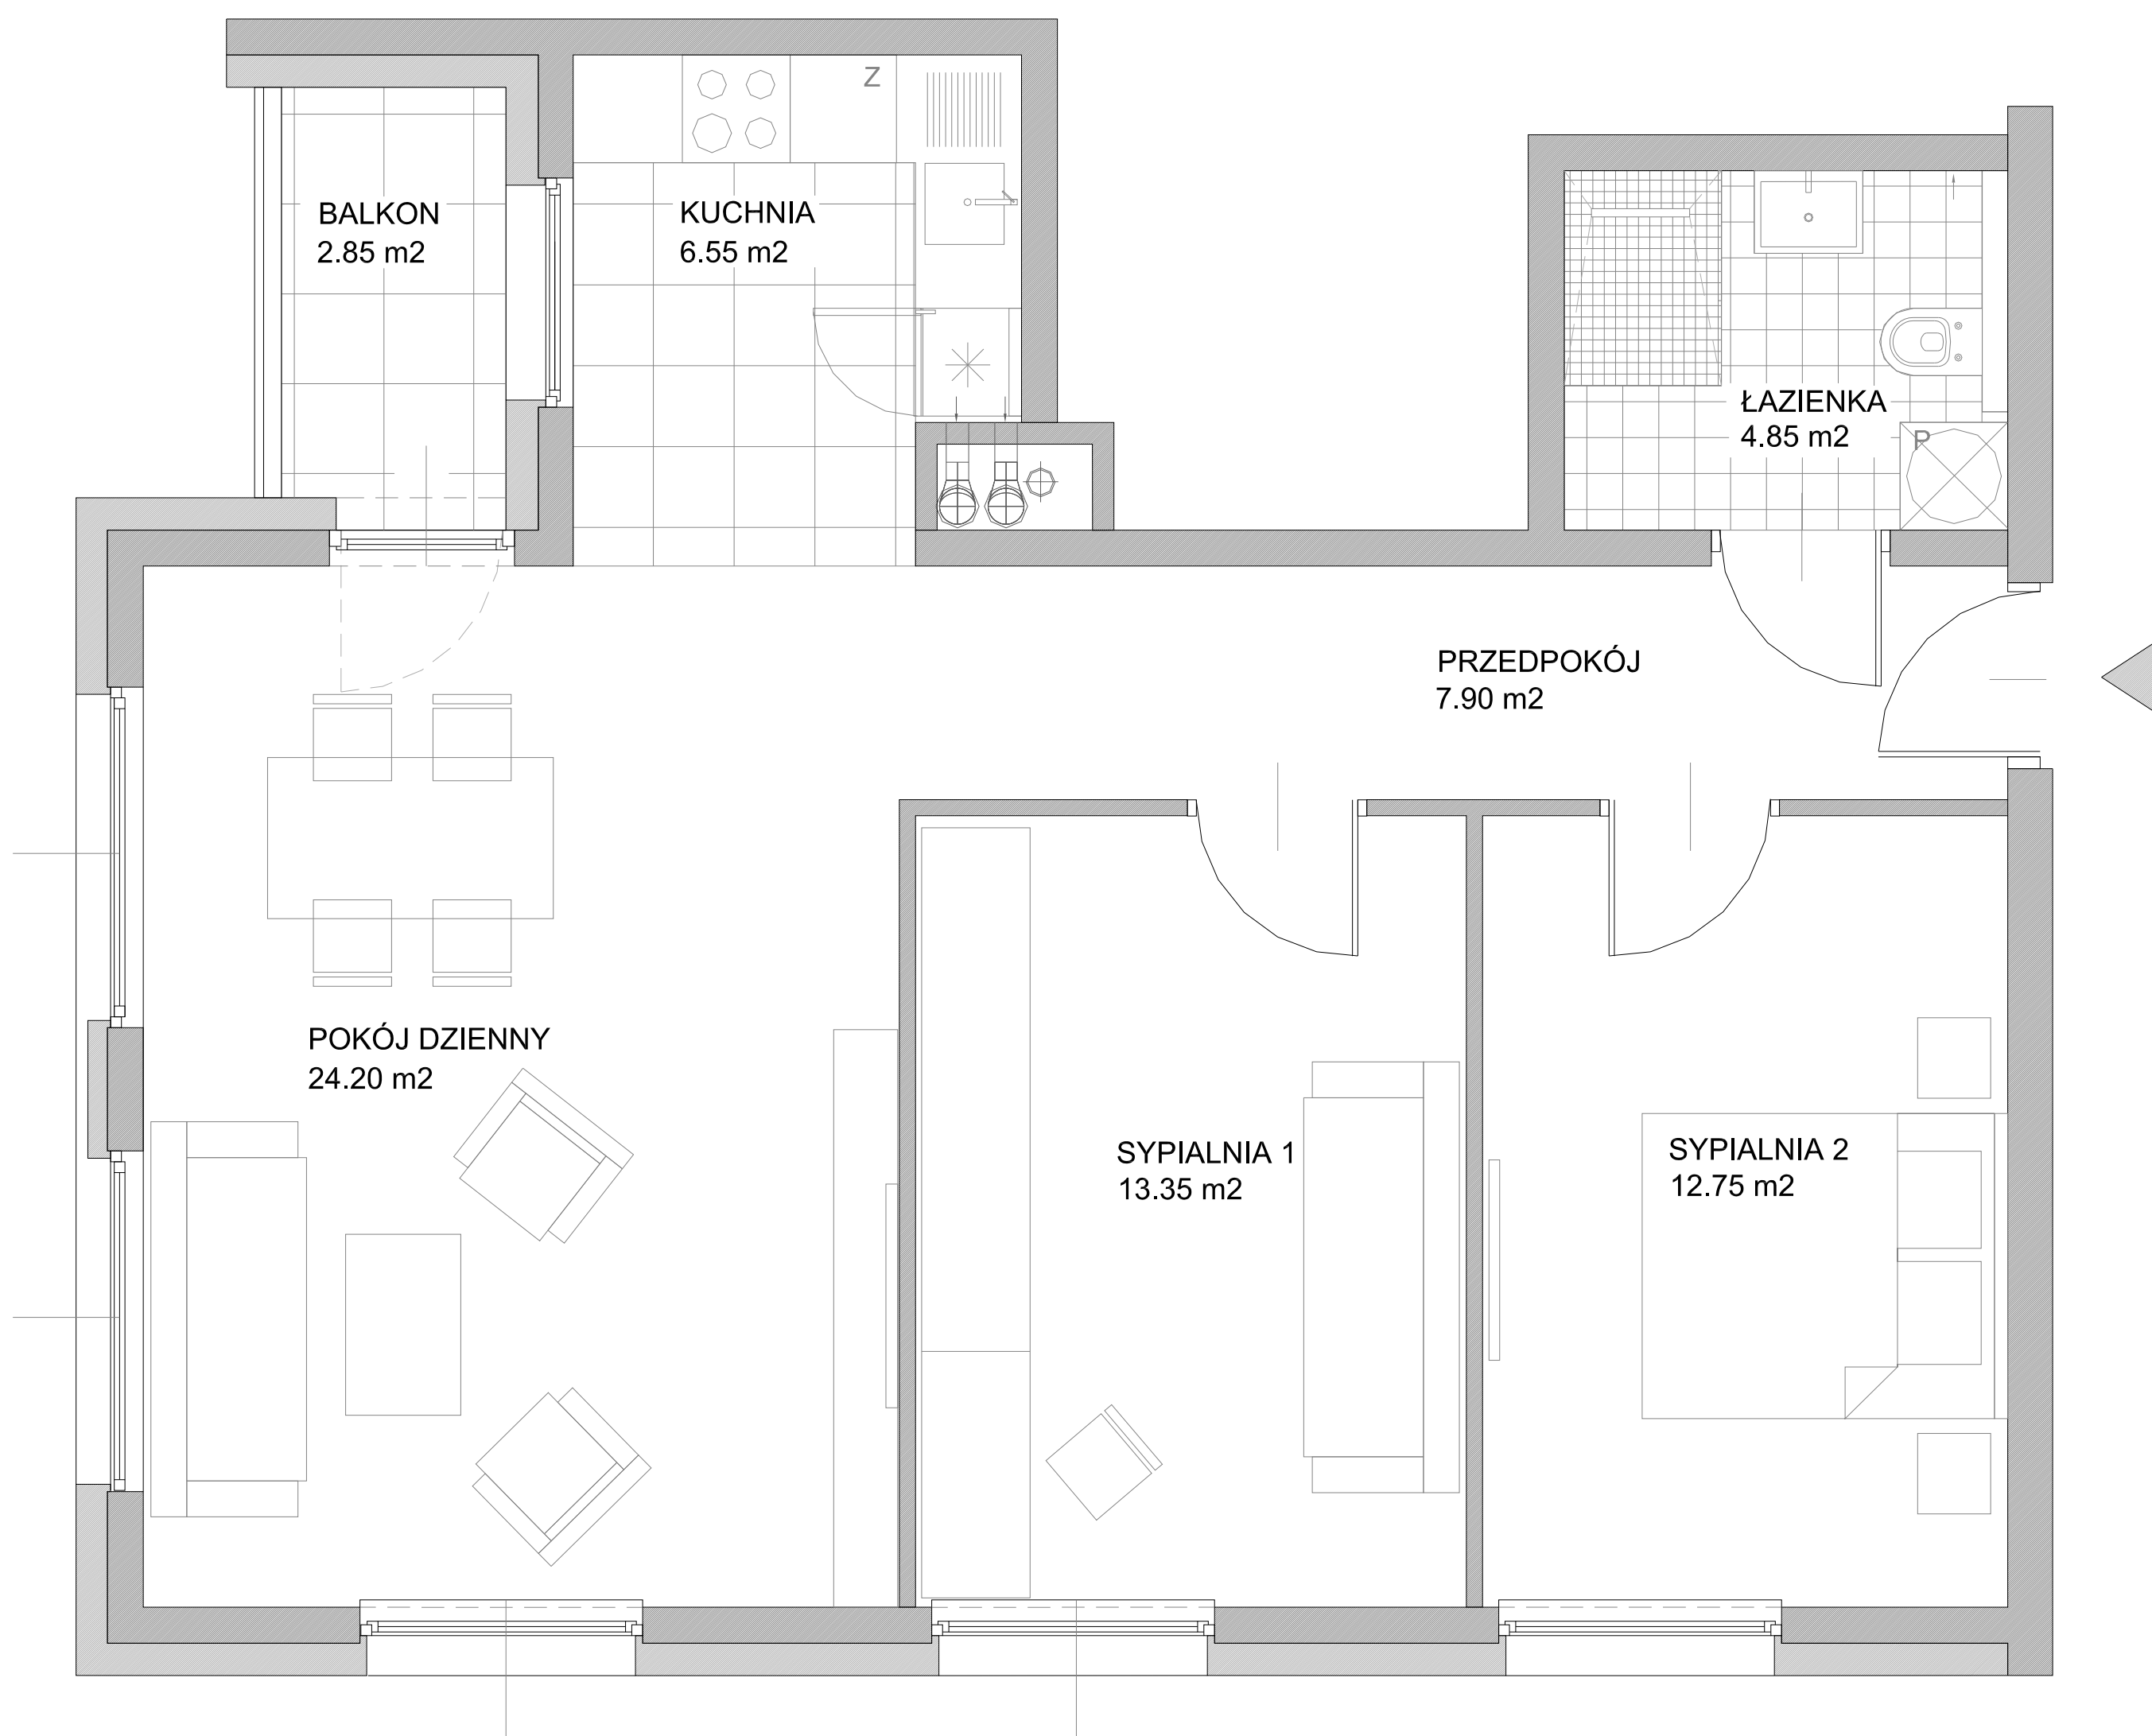 Z
BALKON
2.85 m2
KUCHNIA
6.55 m2
ŁAZIENKA
4.85 m2
P
PRZEDPOKÓJ
7.90 m2
POKÓJ DZIENNY
24.20 m2
SYPIALNIA 1
13.35 m2
SYPIALNIA 2
12.75 m2